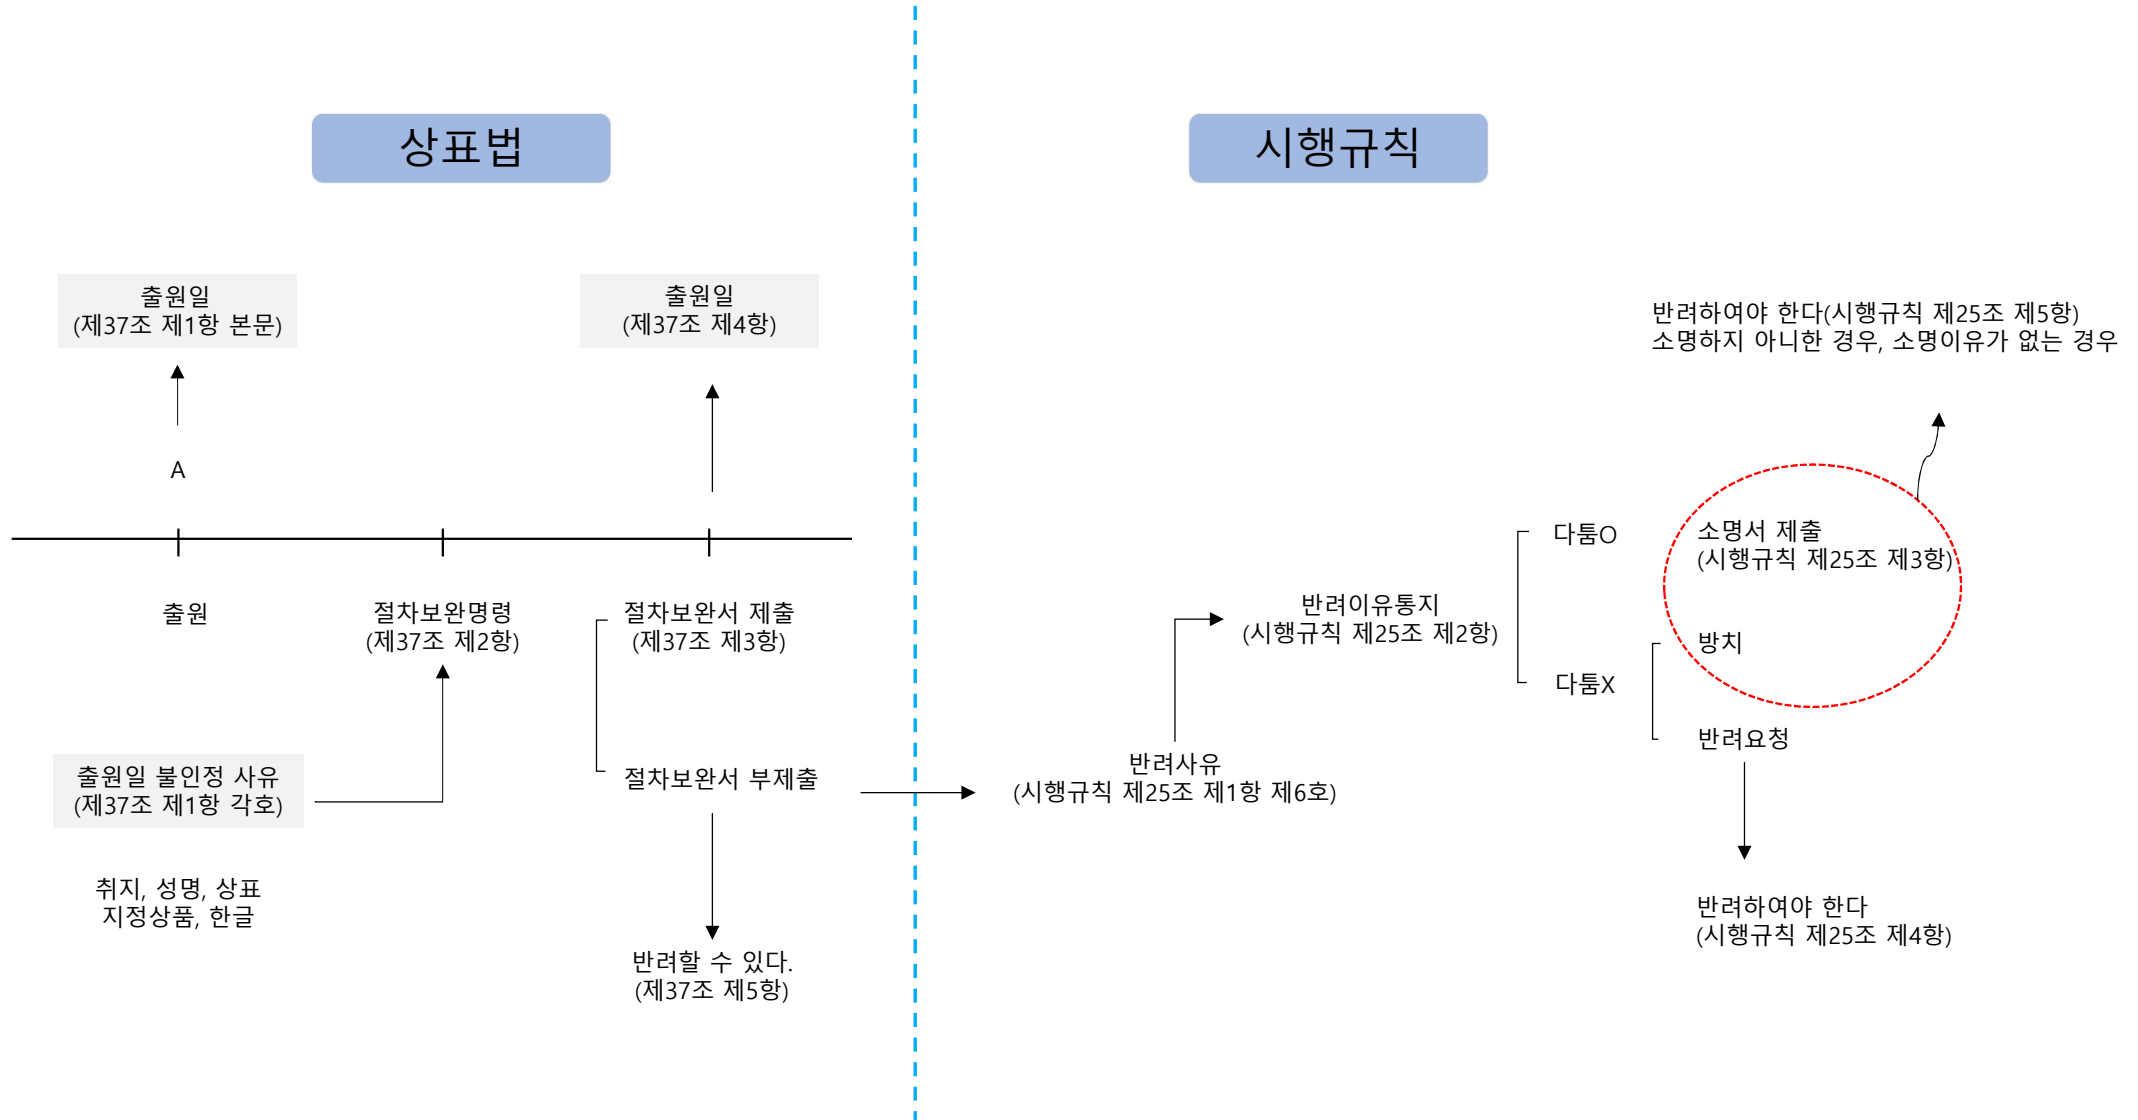 상표법
출원일
(제37조 제1항 본문)
출원일
(제37조 제4항)
A
출원
절차보완명령
(제37조 제2항)
절차보완서 제출
(제37조 제3항)
출원일 불인정 사유
(제37조 제1항 각호)
절차보완서 부제출
취지, 성명, 상표
지정상품, 한글
반려할 수 있다.
(제37조 제5항)
시행규칙
반려하여야 한다(시행규칙 제25조 제5항)
소명하지 아니한 경우, 소명이유가 없는 경우
반려사유
(시행규칙 제25조 제1항 제6호)
반려이유통지
(시행규칙 제25조 제2항)
다툼O
소명서 제출
(시행규칙 제25조 제3항)
다툼X
방치
반려요청
반려하여야 한다
(시행규칙 제25조 제4항)